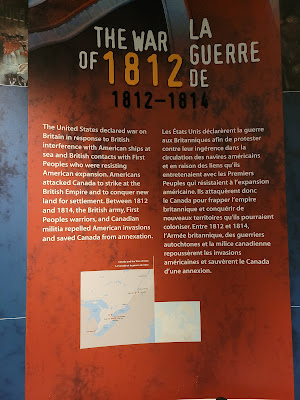 THE WAR
OF 1812
LA
GUERRE
DE
1812–1814
The United States declared war on
Britain in response to British
interference with American ships at
sea and British contacts with First
Peoples who were resisting
American expansion. Americans
attacked Canada to strike at the
British Empire and to conquer new
land for settlement. Between 1812
and 1814, the British army, First
Peoples warriors, and Canadian
militia repelled American invasions
and saved Canada from annexation.
Les États-Unis déclarèrent la guerre
aux Britanniques afin de protester
contre leur ingérence dans la
circulation des navires américains
et en raison des liens qu'ils
entretenaient avec les Premiers
Peuples qui résistaient à l'expansion
américaine. Ils attaquèrent donc
le Canada pour frapper l'empire
britannique et conquérir de
nouveaux territoires qu'ils pourraient
coloniser. Entre 1812 et 1814,
l'Armée britannique, des guerriers
autochtones et la milice canadienne
repoussèrent les invasions
américaines et sauvèrent le Canada
d'une annexion.